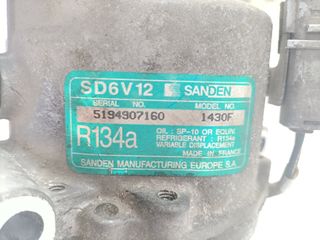 SD6V12 SANDEN
SERIAL NO. MODEL NO.
5194907160 1430F
R134a
OIL : SP-10 OR EQUIV.
REFRIGERANT : R134a
VARIABLE DISPLACEMENT
MADE IN FRANCE
SANDEN MANUFACTURING EUROPE S.A.